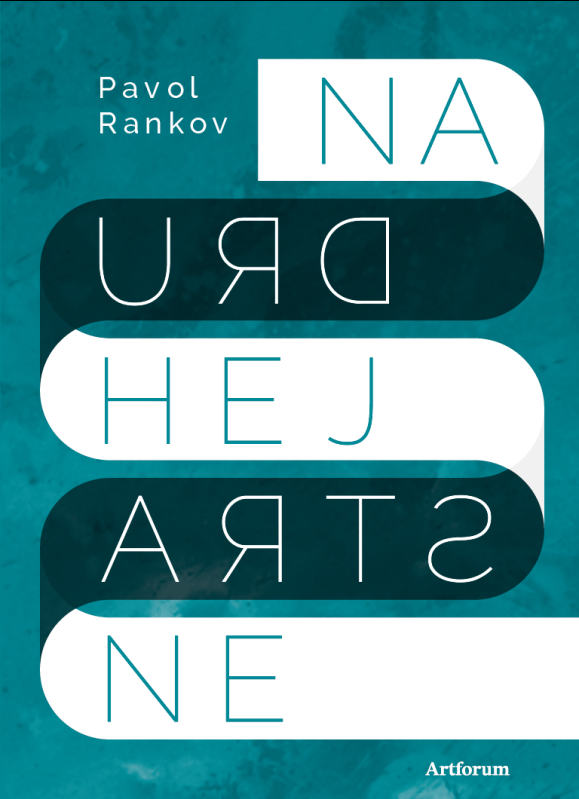 Pavol
Rankov
NA
DRU
HEJ
STRA
NE
Artforum